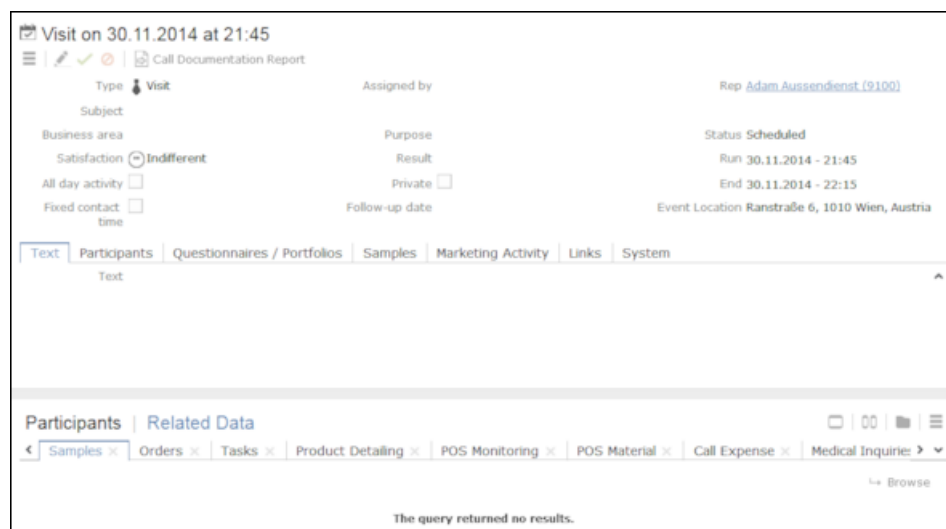 Visit on 30.11.2014 at 21:45
Call Documentation Report
Type Visit Assigned by Rep Adam Aussendienst (9100)
Subject
Business area Purpose Status Scheduled
Satisfaction Indifferent Result Run 30.11.2014 - 21:45
All day activity Private End 30.11.2014 - 22:15
Fixed contact time Follow-up date Event Location Ranstraße 6, 1010 Wien, Austria
Text Participants Questionnaires / Portfolios Samples Marketing Activity Links System
Text
Participants | Related Data
Samples × Orders × Tasks × Product Detailing × POS Monitoring × POS Material × Call Expense × Medical Inquiries
Browse
The query returned no results.